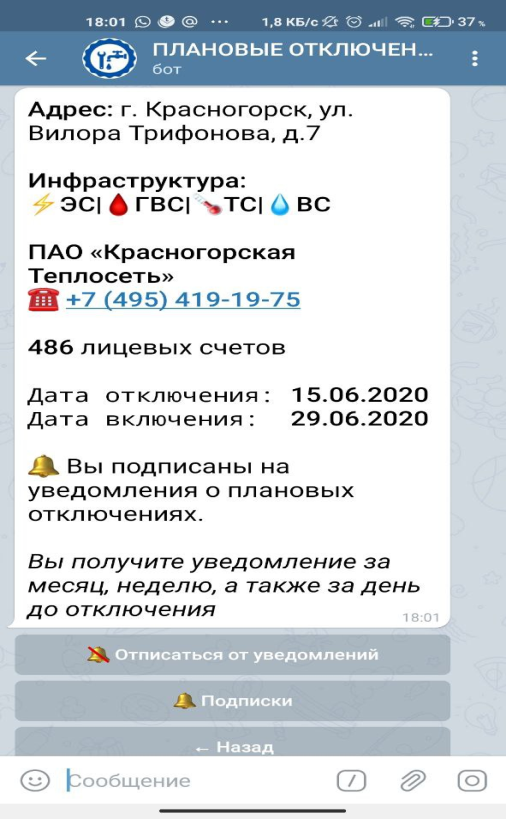 18:01 ... 1,8 КБ/с 37 %
ПЛАНОВЫЕ ОТКЛЮЧЕН...
бот
Адрес: г. Красногорск, ул.
Вилора Трифонова, д.7
Инфраструктура:
⚡ЭС|🩸ГВС|🌡️ТС|💧ВС
ПАО «Красногорская
Теплосеть»
☎️ +7 (495) 419-19-75
486 лицевых счетов
Дата отключения: 15.06.2020
Дата включения: 29.06.2020
🔔 Вы подписаны на
уведомления о плановых
отключениях.
Вы получите уведомление за
месяц, неделю, а также за день
до отключения
18:01
🔕 Отписаться от уведомлений
🔔 Подписки
← Назад
Сообщение